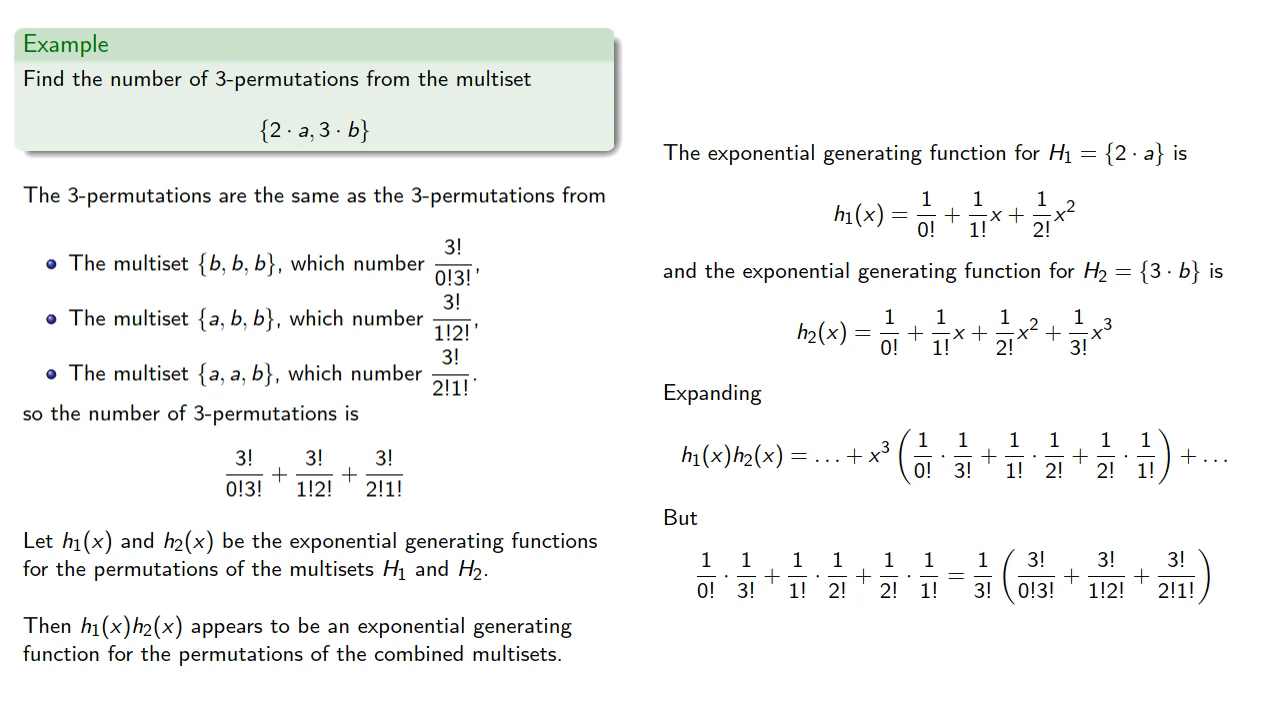 Example
Find the number of 3-permutations from the multiset
{2 · a, 3 · b}
The 3-permutations are the same as the 3-permutations from
• The multiset {b, b, b}, which number 3!/0!3!,
• The multiset {a, b, b}, which number 3!/1!2!,
• The multiset {a, a, b}, which number 3!/2!1!.
so the number of 3-permutations is
3!/0!3! + 3!/1!2! + 3!/2!1!
Let h₁(x) and h₂(x) be the exponential generating functions
for the permutations of the multisets H₁ and H₂.
Then h₁(x)h₂(x) appears to be an exponential generating
function for the permutations of the combined multisets.
The exponential generating function for H₁ = {2 · a} is
h₁(x) = 1/0! + 1/1! x + 1/2! x²
and the exponential generating function for H₂ = {3 · b} is
h₂(x) = 1/0! + 1/1! x + 1/2! x² + 1/3! x³
Expanding
h₁(x)h₂(x) = … + x³ (1/0! · 1/3! + 1/1! · 1/2! + 1/2! · 1/1!) + …
But
1/0! · 1/3! + 1/1! · 1/2! + 1/2! · 1/1! = 1/3! (3!/0!3! + 3!/1!2! + 3!/2!1!)